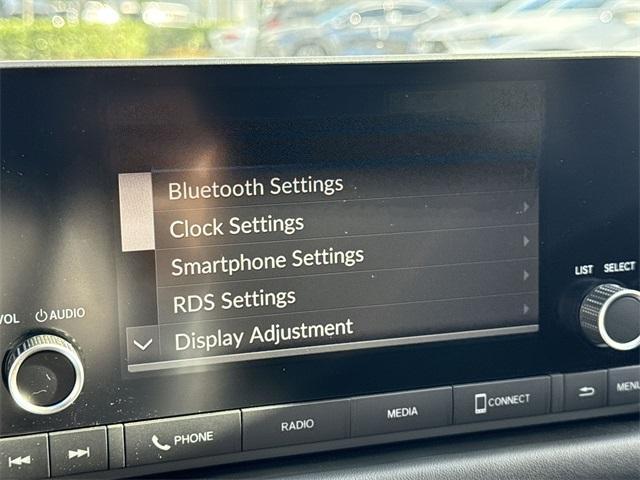 Bluetooth Settings
Clock Settings
Smartphone Settings
RDS Settings
Display Adjustment
VOL AUDIO
LIST SELECT
PHONE RADIO MEDIA CONNECT MENU